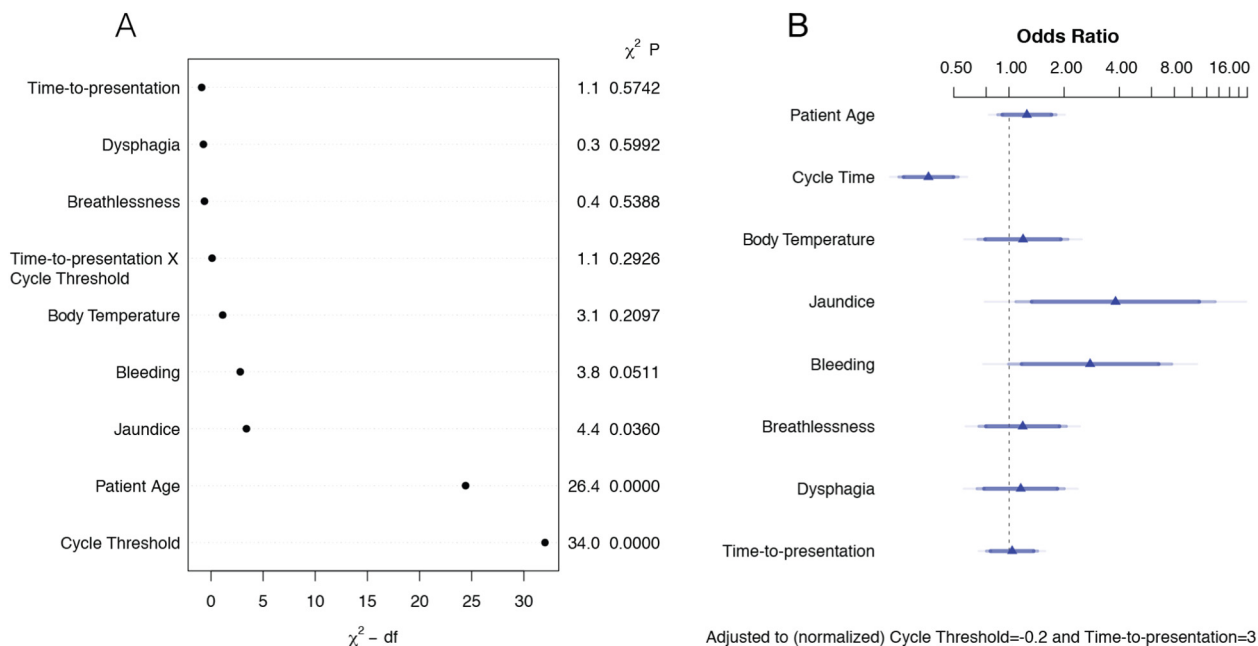 A
χ² P
Time-to-presentation 1.1 0.5742
Dysphagia 0.3 0.5992
Breathlessness 0.4 0.5388
Time-to-presentation X
Cycle Threshold 1.1 0.2926
Body Temperature 3.1 0.2097
Bleeding 3.8 0.0511
Jaundice 4.4 0.0360
Patient Age 26.4 0.0000
Cycle Threshold 34.0 0.0000
0 5 10 15 20 25 30
χ² – df
B
Odds Ratio
0.50 1.00 2.00 4.00 8.00 16.00
Patient Age
Cycle Time
Body Temperature
Jaundice
Bleeding
Breathlessness
Dysphagia
Time-to-presentation
Adjusted to (normalized) Cycle Threshold=-0.2 and Time-to-presentation=3